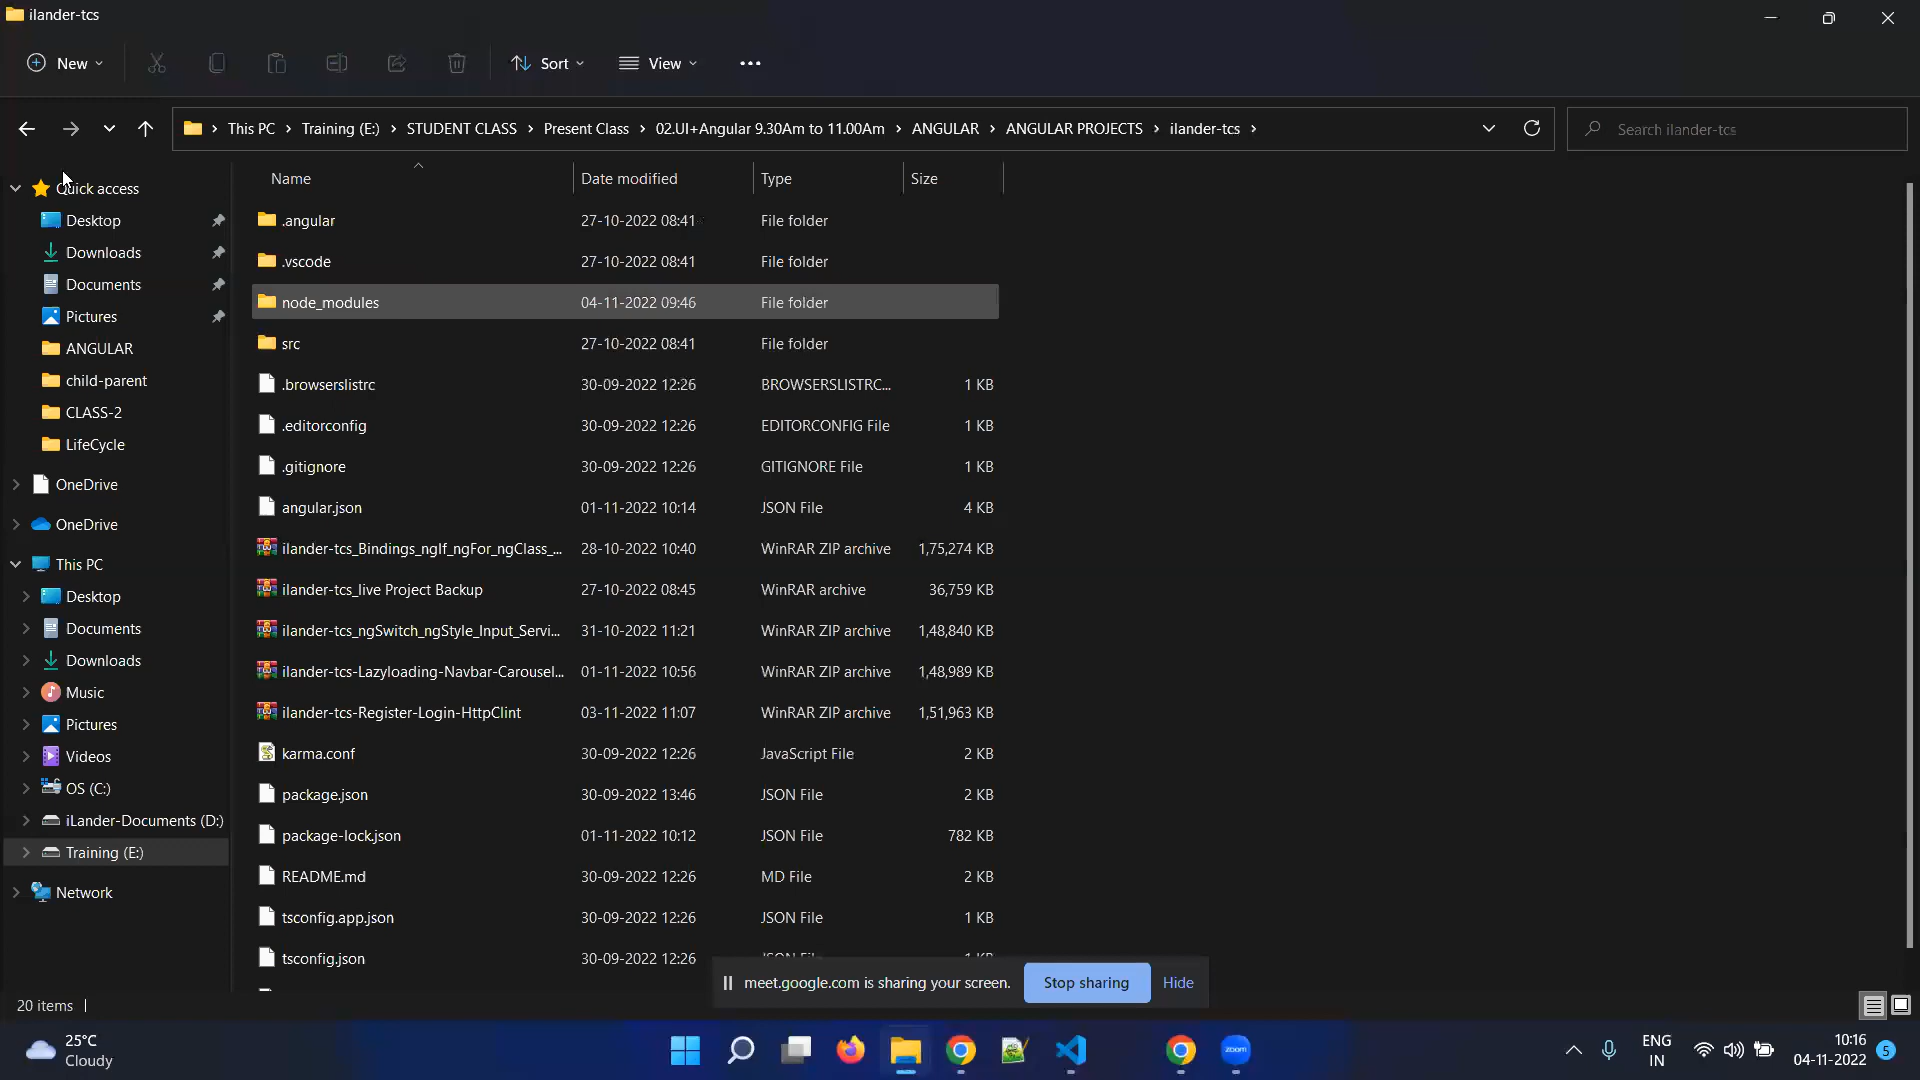 ilander-tcs
New
Sort
View
This PC
Training (E:)
STUDENT CLASS
Present Class
02.UI+Angular 9.30Am to 11.00Am
ANGULAR
ANGULAR PROJECTS
ilander-tcs
Search ilander-tcs
Quick access
Desktop
Downloads
Documents
Pictures
ANGULAR
child-parent
CLASS-2
LifeCycle
OneDrive
OneDrive
This PC
Desktop
Documents
Downloads
Music
Pictures
Videos
OS (C:)
iLander-Documents (D:)
Training (E:)
Network
Name Date modified Type Size
.angular 27-10-2022 08:41 File folder
.vscode 27-10-2022 08:41 File folder
node_modules 04-11-2022 09:46 File folder
src 27-10-2022 08:41 File folder
.browserslistrc 30-09-2022 12:26 BROWSERSLISTRC... 1 KB
.editorconfig 30-09-2022 12:26 EDITORCONFIG File 1 KB
.gitignore 30-09-2022 12:26 GITIGNORE File 1 KB
angular.json 01-11-2022 10:14 JSON File 4 KB
ilander-tcs_Bindings_ngIf_ngFor_ngClass_... 28-10-2022 10:40 WinRAR ZIP archive 1,75,274 KB
ilander-tcs_live Project Backup 27-10-2022 08:45 WinRAR archive 36,759 KB
ilander-tcs_ngSwitch_ngStyle_Input_Servi... 31-10-2022 11:21 WinRAR ZIP archive 1,48,840 KB
ilander-tcs-Lazyloading-Navbar-Carousel... 01-11-2022 10:56 WinRAR ZIP archive 1,48,989 KB
ilander-tcs-Register-Login-HttpClint 03-11-2022 11:07 WinRAR ZIP archive 1,51,963 KB
karma.conf 30-09-2022 12:26 JavaScript File 2 KB
package.json 30-09-2022 13:46 JSON File 2 KB
package-lock.json 01-11-2022 10:12 JSON File 782 KB
README.md 30-09-2022 12:26 MD File 2 KB
tsconfig.app.json 30-09-2022 12:26 JSON File 1 KB
tsconfig.json 30-09-2022 12:26
meet.google.com is sharing your screen. Stop sharing Hide
20 items
25°C
Cloudy
zoom
ENG
IN
10:16
04-11-2022
5